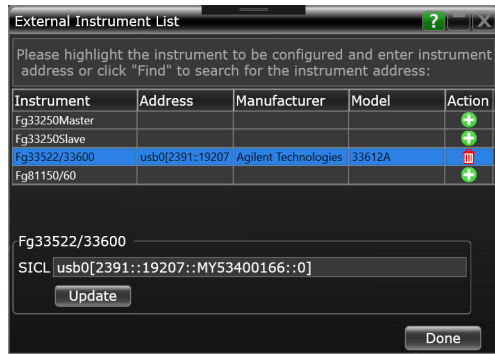 External Instrument List
?
X
Please highlight the instrument to be configured and enter instrument
address or click "Find" to search for the instrument address:
Instrument Address Manufacturer Model Action
Fg33250Master
Fg33250Slave
Fg33522/33600 usb0[2391::19207 Agilent Technologies 33612A
Fg81150/60
Fg33522/33600
SICL usb0[2391::19207::MY53400166::0]
Update
Done